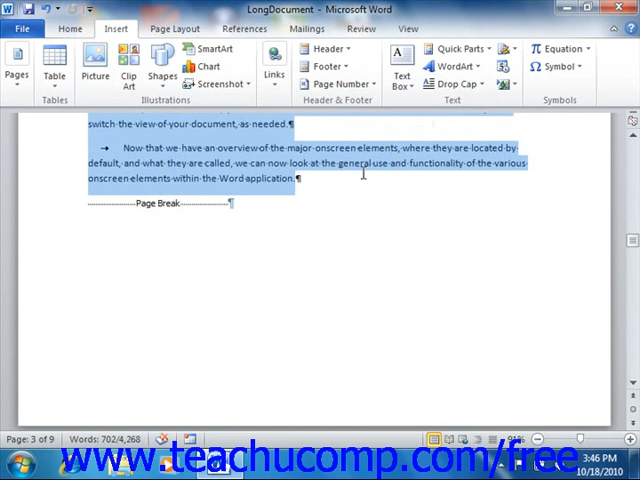 LongDocument - Microsoft Word
File Home Insert Page Layout References Mailings Review View
SmartArt Header Quick Parts Equation
Chart Footer WordArt Symbol
Pages Table Picture Clip Art Shapes Screenshot Links Page Number Text Box Drop Cap
Tables Illustrations Header & Footer Text Symbols
switch the view of your document, as needed.¶
→ Now that we have an overview of the major onscreen elements, where they are located by
default, and what they are called, we can now look at the general use and functionality of the various
onscreen elements within the Word application.¶
Page Break ¶
Page: 3 of 9 Words: 702/4,268 91%
www.teachucomp.com/free
3:46 PM
10/18/2010